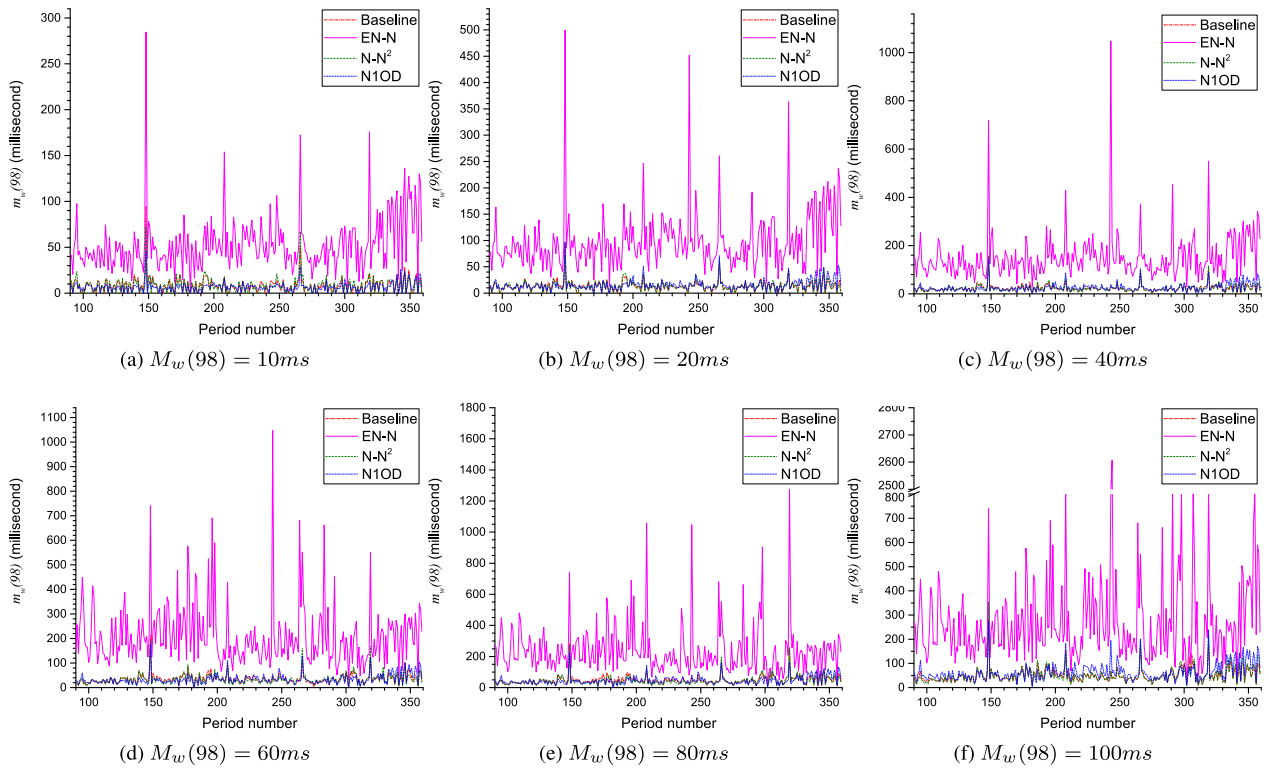 300
250
200
150
100
50
0
100 150 200 250 300 350
m_w(98) (millisecond)
Period number
Baseline
EN-N
N-N²
N1OD
(a) M_w(98) = 10ms
500
450
400
350
300
250
200
150
100
50
0
100 150 200 250 300 350
m_w(98) (millisecond)
Period number
Baseline
EN-N
N-N²
N1OD
(b) M_w(98) = 20ms
1000
800
600
400
200
0
100 150 200 250 300 350
m_w(98) (millisecond)
Period number
Baseline
EN-N
N-N²
N1OD
(c) M_w(98) = 40ms
1100
1000
900
800
700
600
500
400
300
200
100
0
100 150 200 250 300 350
m_w(98) (millisecond)
Period number
Baseline
EN-N
N-N²
N1OD
(d) M_w(98) = 60ms
1800
1600
1400
1200
1000
800
600
400
200
0
100 150 200 250 300 350
m_w(98) (millisecond)
Period number
Baseline
EN-N
N-N²
N1OD
(e) M_w(98) = 80ms
2800
2700
2600
2500
800
700
600
500
400
300
200
100
0
100 150 200 250 300 350
m_w(98) (millisecond)
Period number
Baseline
EN-N
N-N²
N1OD
(f) M_w(98) = 100ms